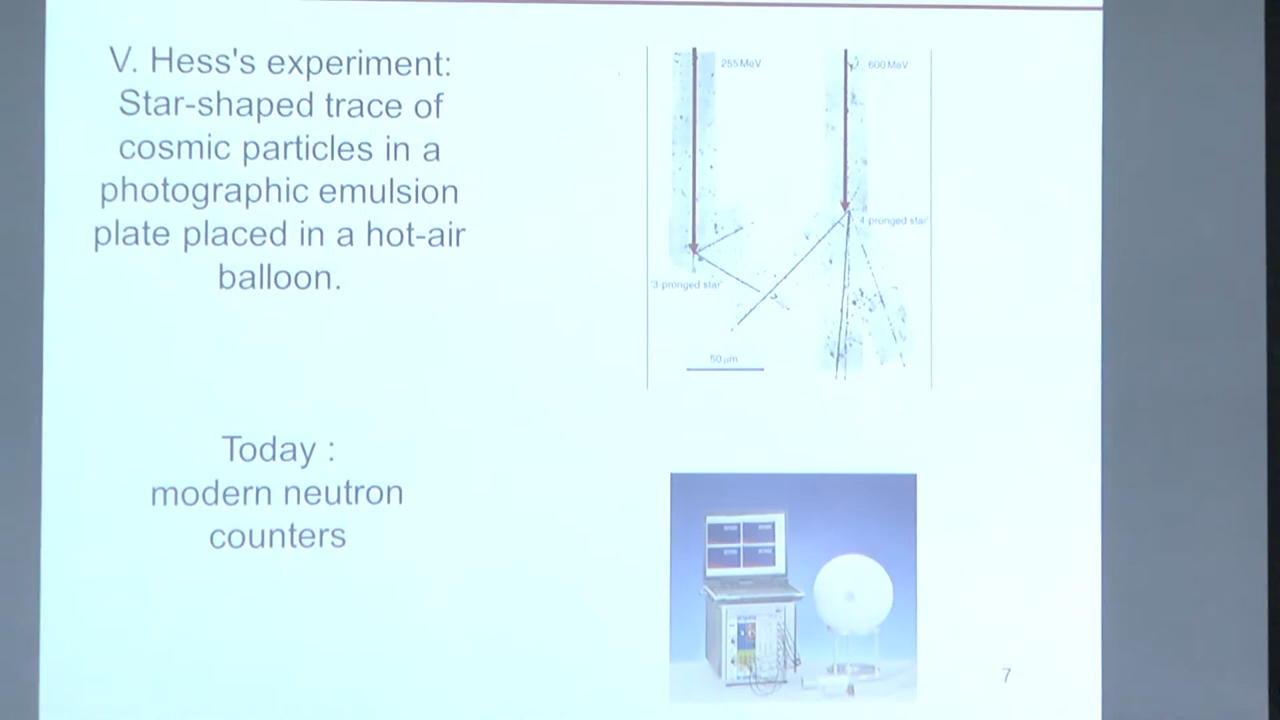 V. Hess's experiment:
Star-shaped trace of
cosmic particles in a
photographic emulsion
plate placed in a hot-air
balloon.
255 MeV
600 MeV
'4 pronged star'
'3-pronged star'
50 µm
Today :
modern neutron
counters
7